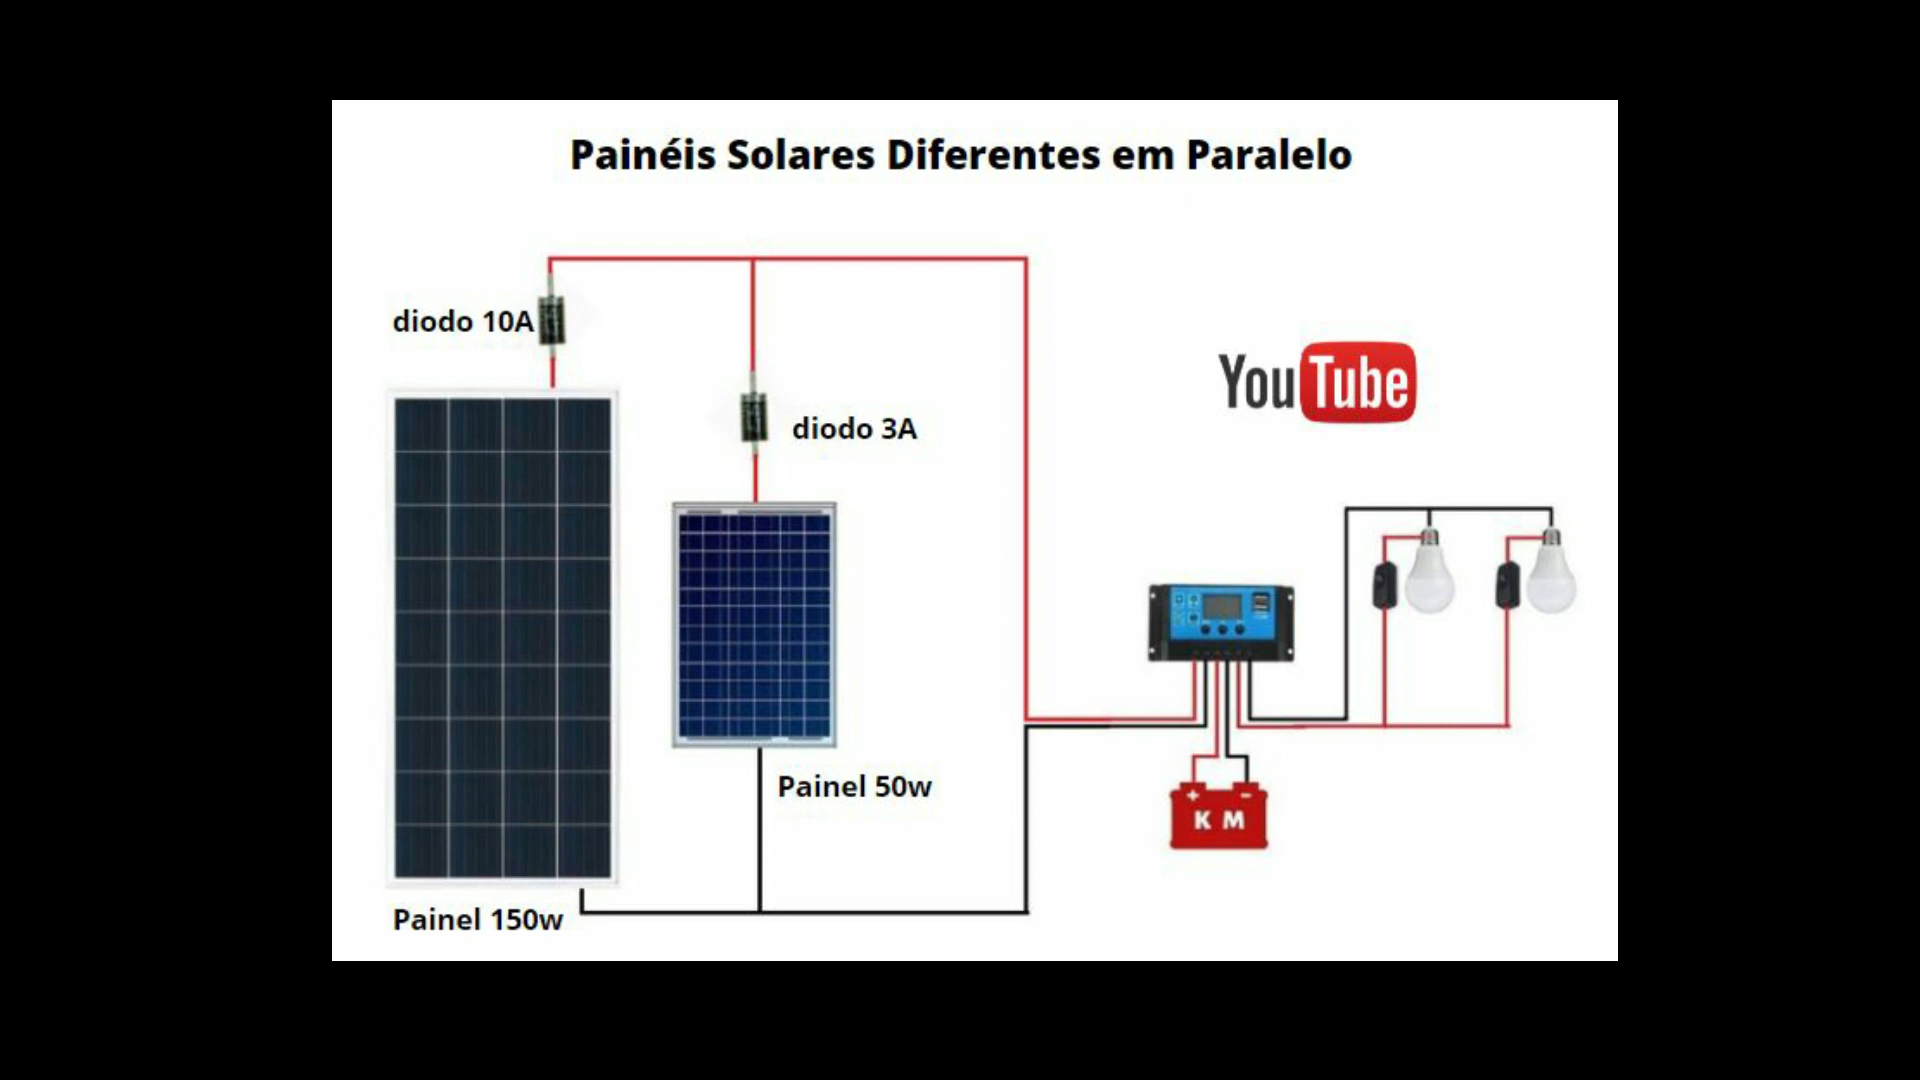 Painéis Solares Diferentes em Paralelo
diodo 10A
diodo 3A
YouTube
Painel 50w
+ −
K M
Painel 150w